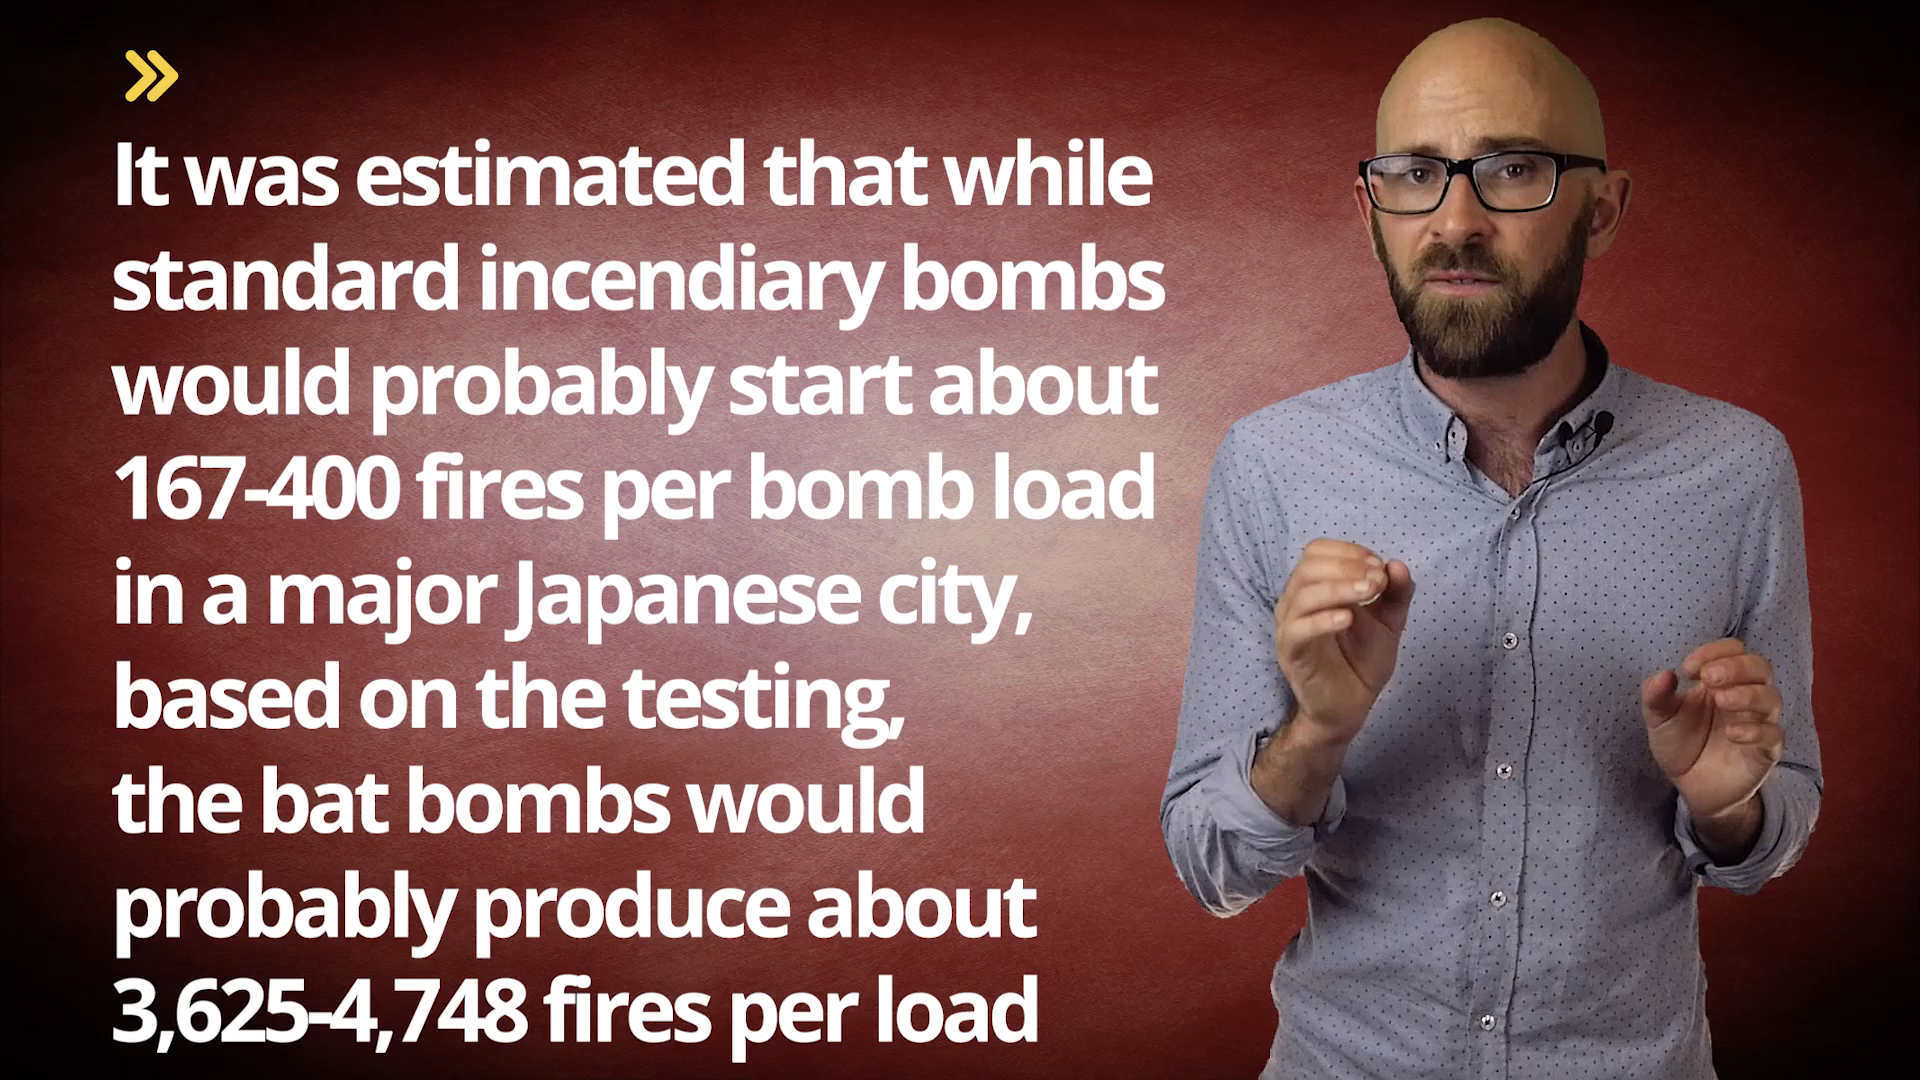 It was estimated that while
standard incendiary bombs
would probably start about
167-400 fires per bomb load
in a major Japanese city,
based on the testing,
the bat bombs would
probably produce about
3,625-4,748 fires per load